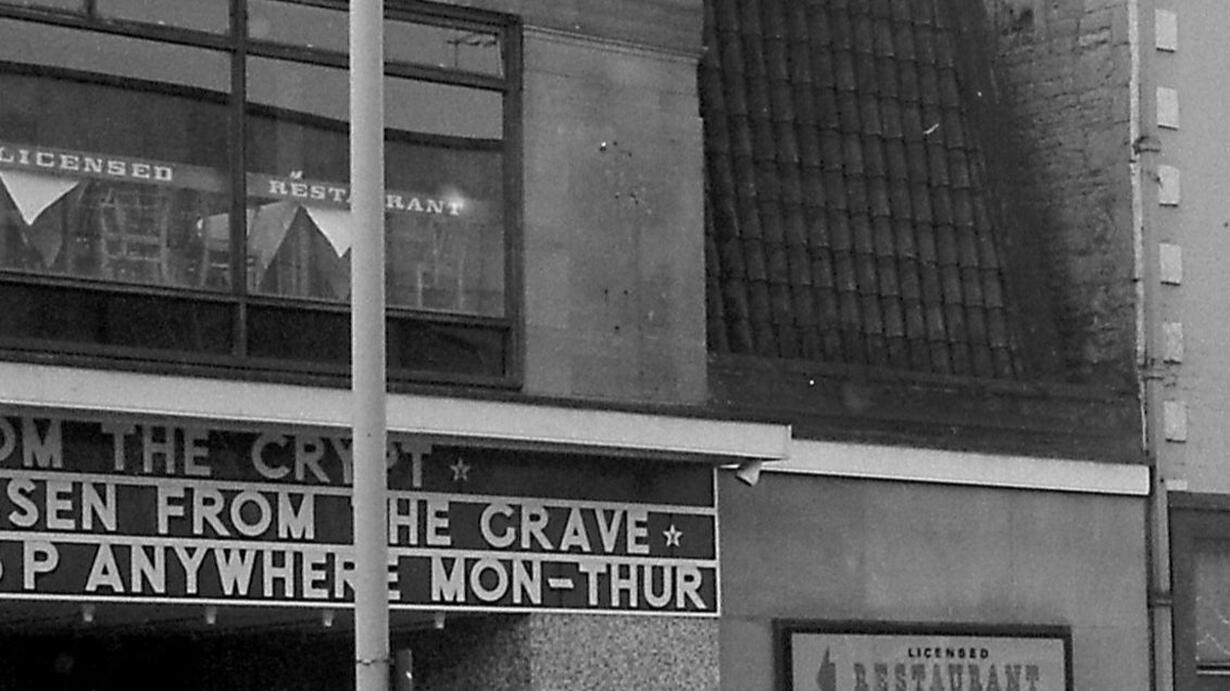 LICENSED
RESTAURANT
OM THE CRYPT ☆
SEN FROM THE GRAVE ☆
P ANYWHERE MON-THUR
LICENSED
RESTAURANT